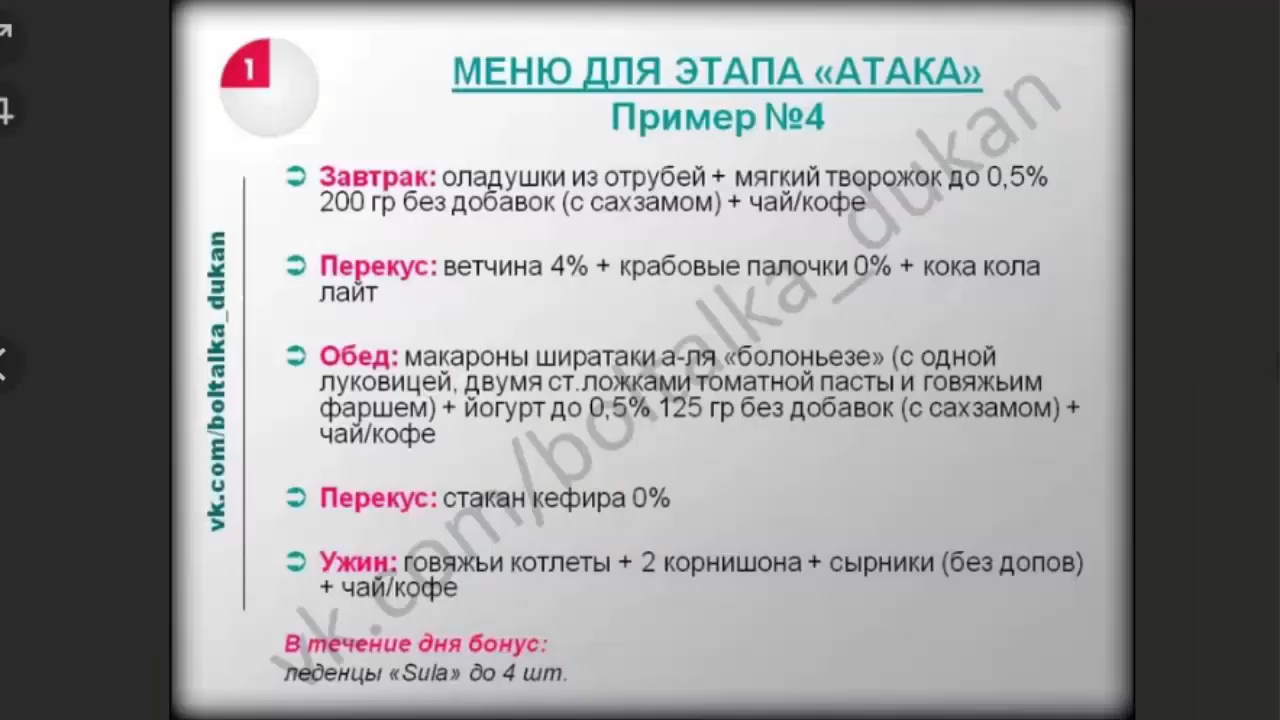 1
МЕНЮ ДЛЯ ЭТАПА «АТАКА»
Пример №4
Завтрак: оладушки из отрубей + мягкий творожок до 0,5%
200 гр без добавок (с сахзамом) + чай/кофе
Перекус: ветчина 4% + крабовые палочки 0% + кока кола
лайт
Обед: макароны ширатаки а-ля «болоньезе» (с одной
луковицей, двумя ст.ложками томатной пасты и говяжьим
фаршем) + йогурт до 0,5% 125 гр без добавок (с сахзамом) +
чай/кофе
Перекус: стакан кефира 0%
Ужин: говяжьи котлеты + 2 корнишона + сырники (без допов)
+ чай/кофе
В течение дня бонус:
леденцы «Sula» до 4 шт.
vk.com/boltalka_dukan
vk.com/boltalka_dukan